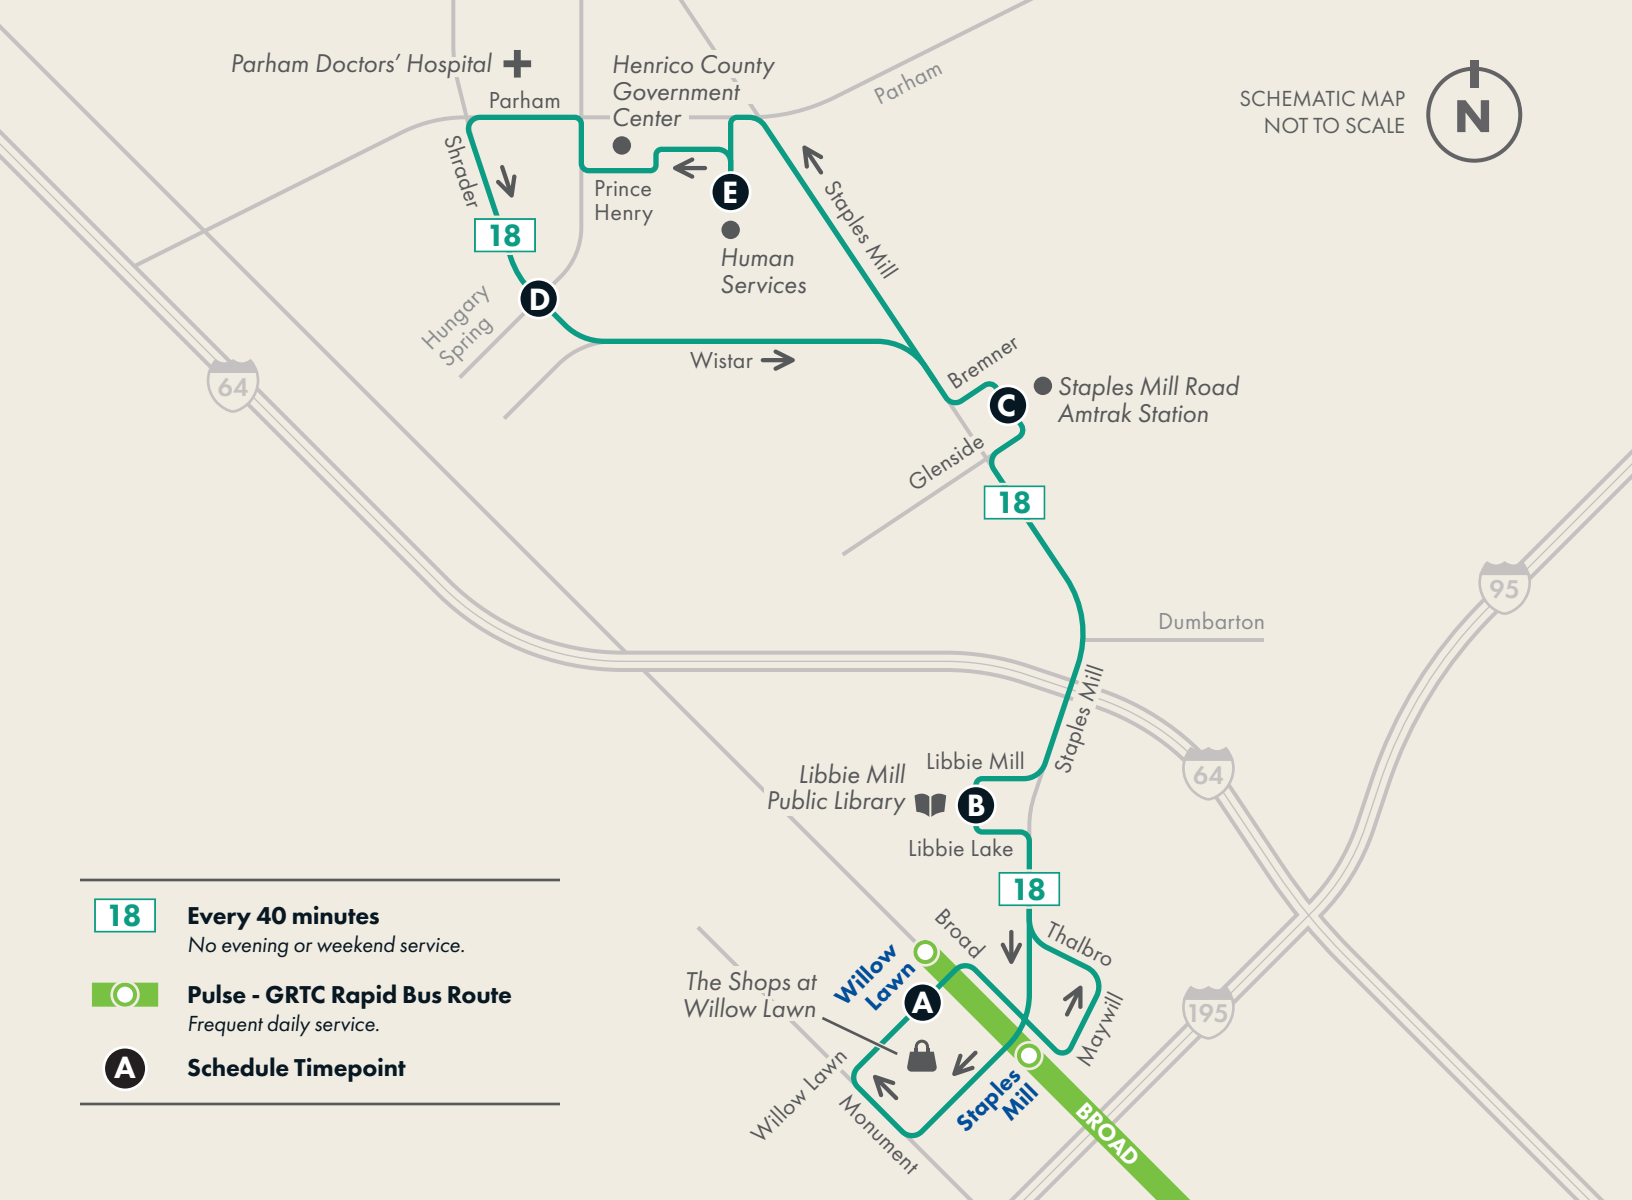 Parham Doctors’ Hospital
Henrico County
Government
Center
Parham
Parham
SCHEMATIC MAP
NOT TO SCALE
N
Shrader
Prince
Henry
E
Staples Mill
18
Human
Services
D
Hungary
Spring
Wistar
Bremner
64
C
Staples Mill Road
Amtrak Station
Glenside
18
95
Dumbarton
Staples Mill
Libbie Mill
Libbie Mill
Public Library
B
64
Libbie Lake
18
Broad
Thalbro
Willow
Lawn
The Shops at
Willow Lawn
A
195
Maywill
Willow Lawn
Monument
Staples
Mill
BROAD
18
Every 40 minutes
No evening or weekend service.
Pulse - GRTC Rapid Bus Route
Frequent daily service.
A
Schedule Timepoint